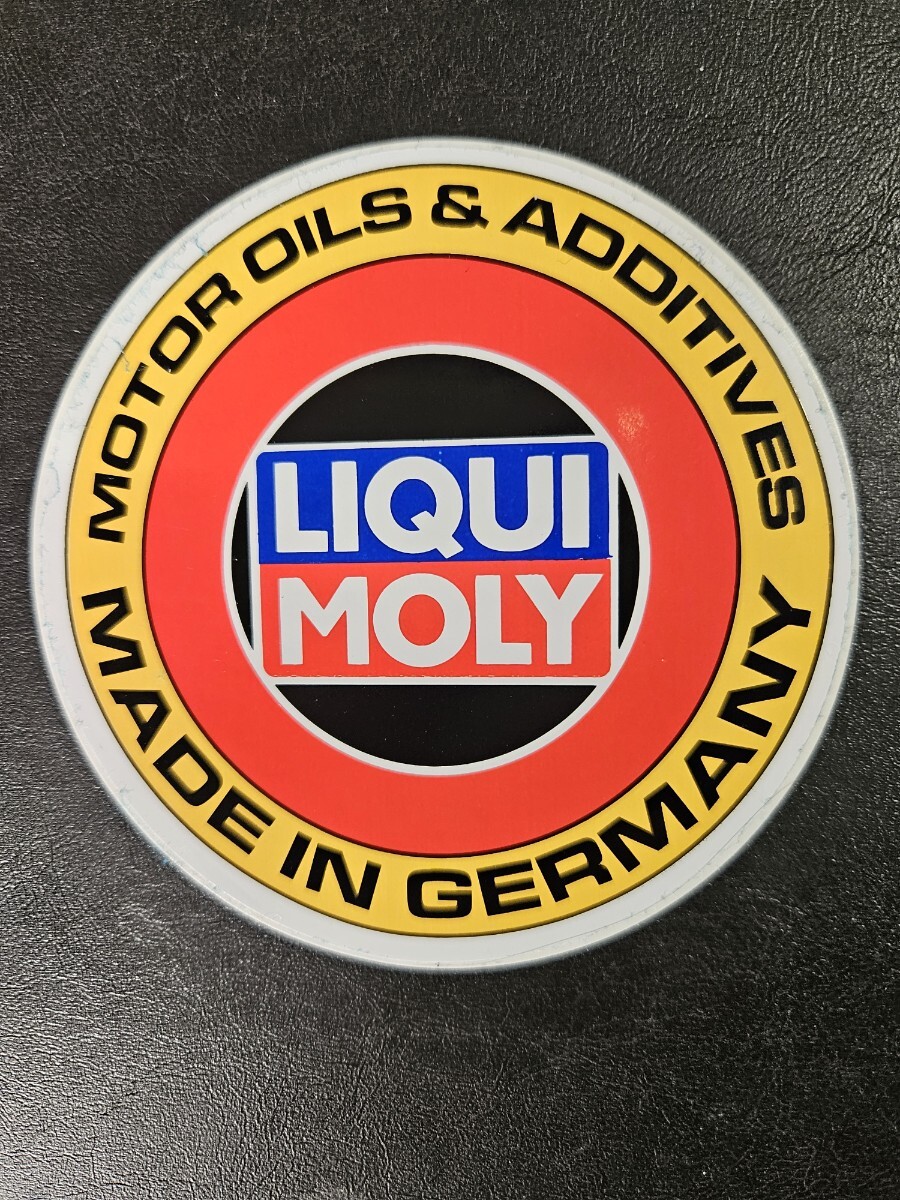 MOTOR OILS & ADDITIVES
LIQUI
MOLY
MADE IN GERMANY